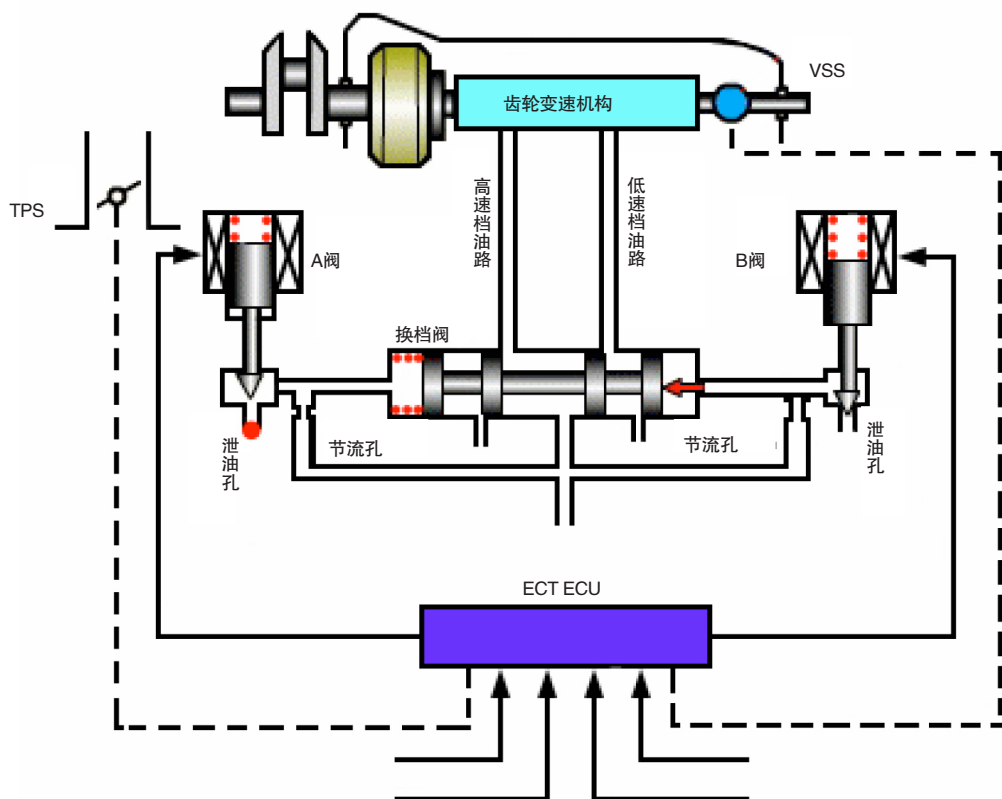 VSS
齿轮变速机构
TPS
高速档油路
低速档油路
A阀
B阀
换档阀
节流孔
节流孔
泄油孔
泄油孔
ECT ECU